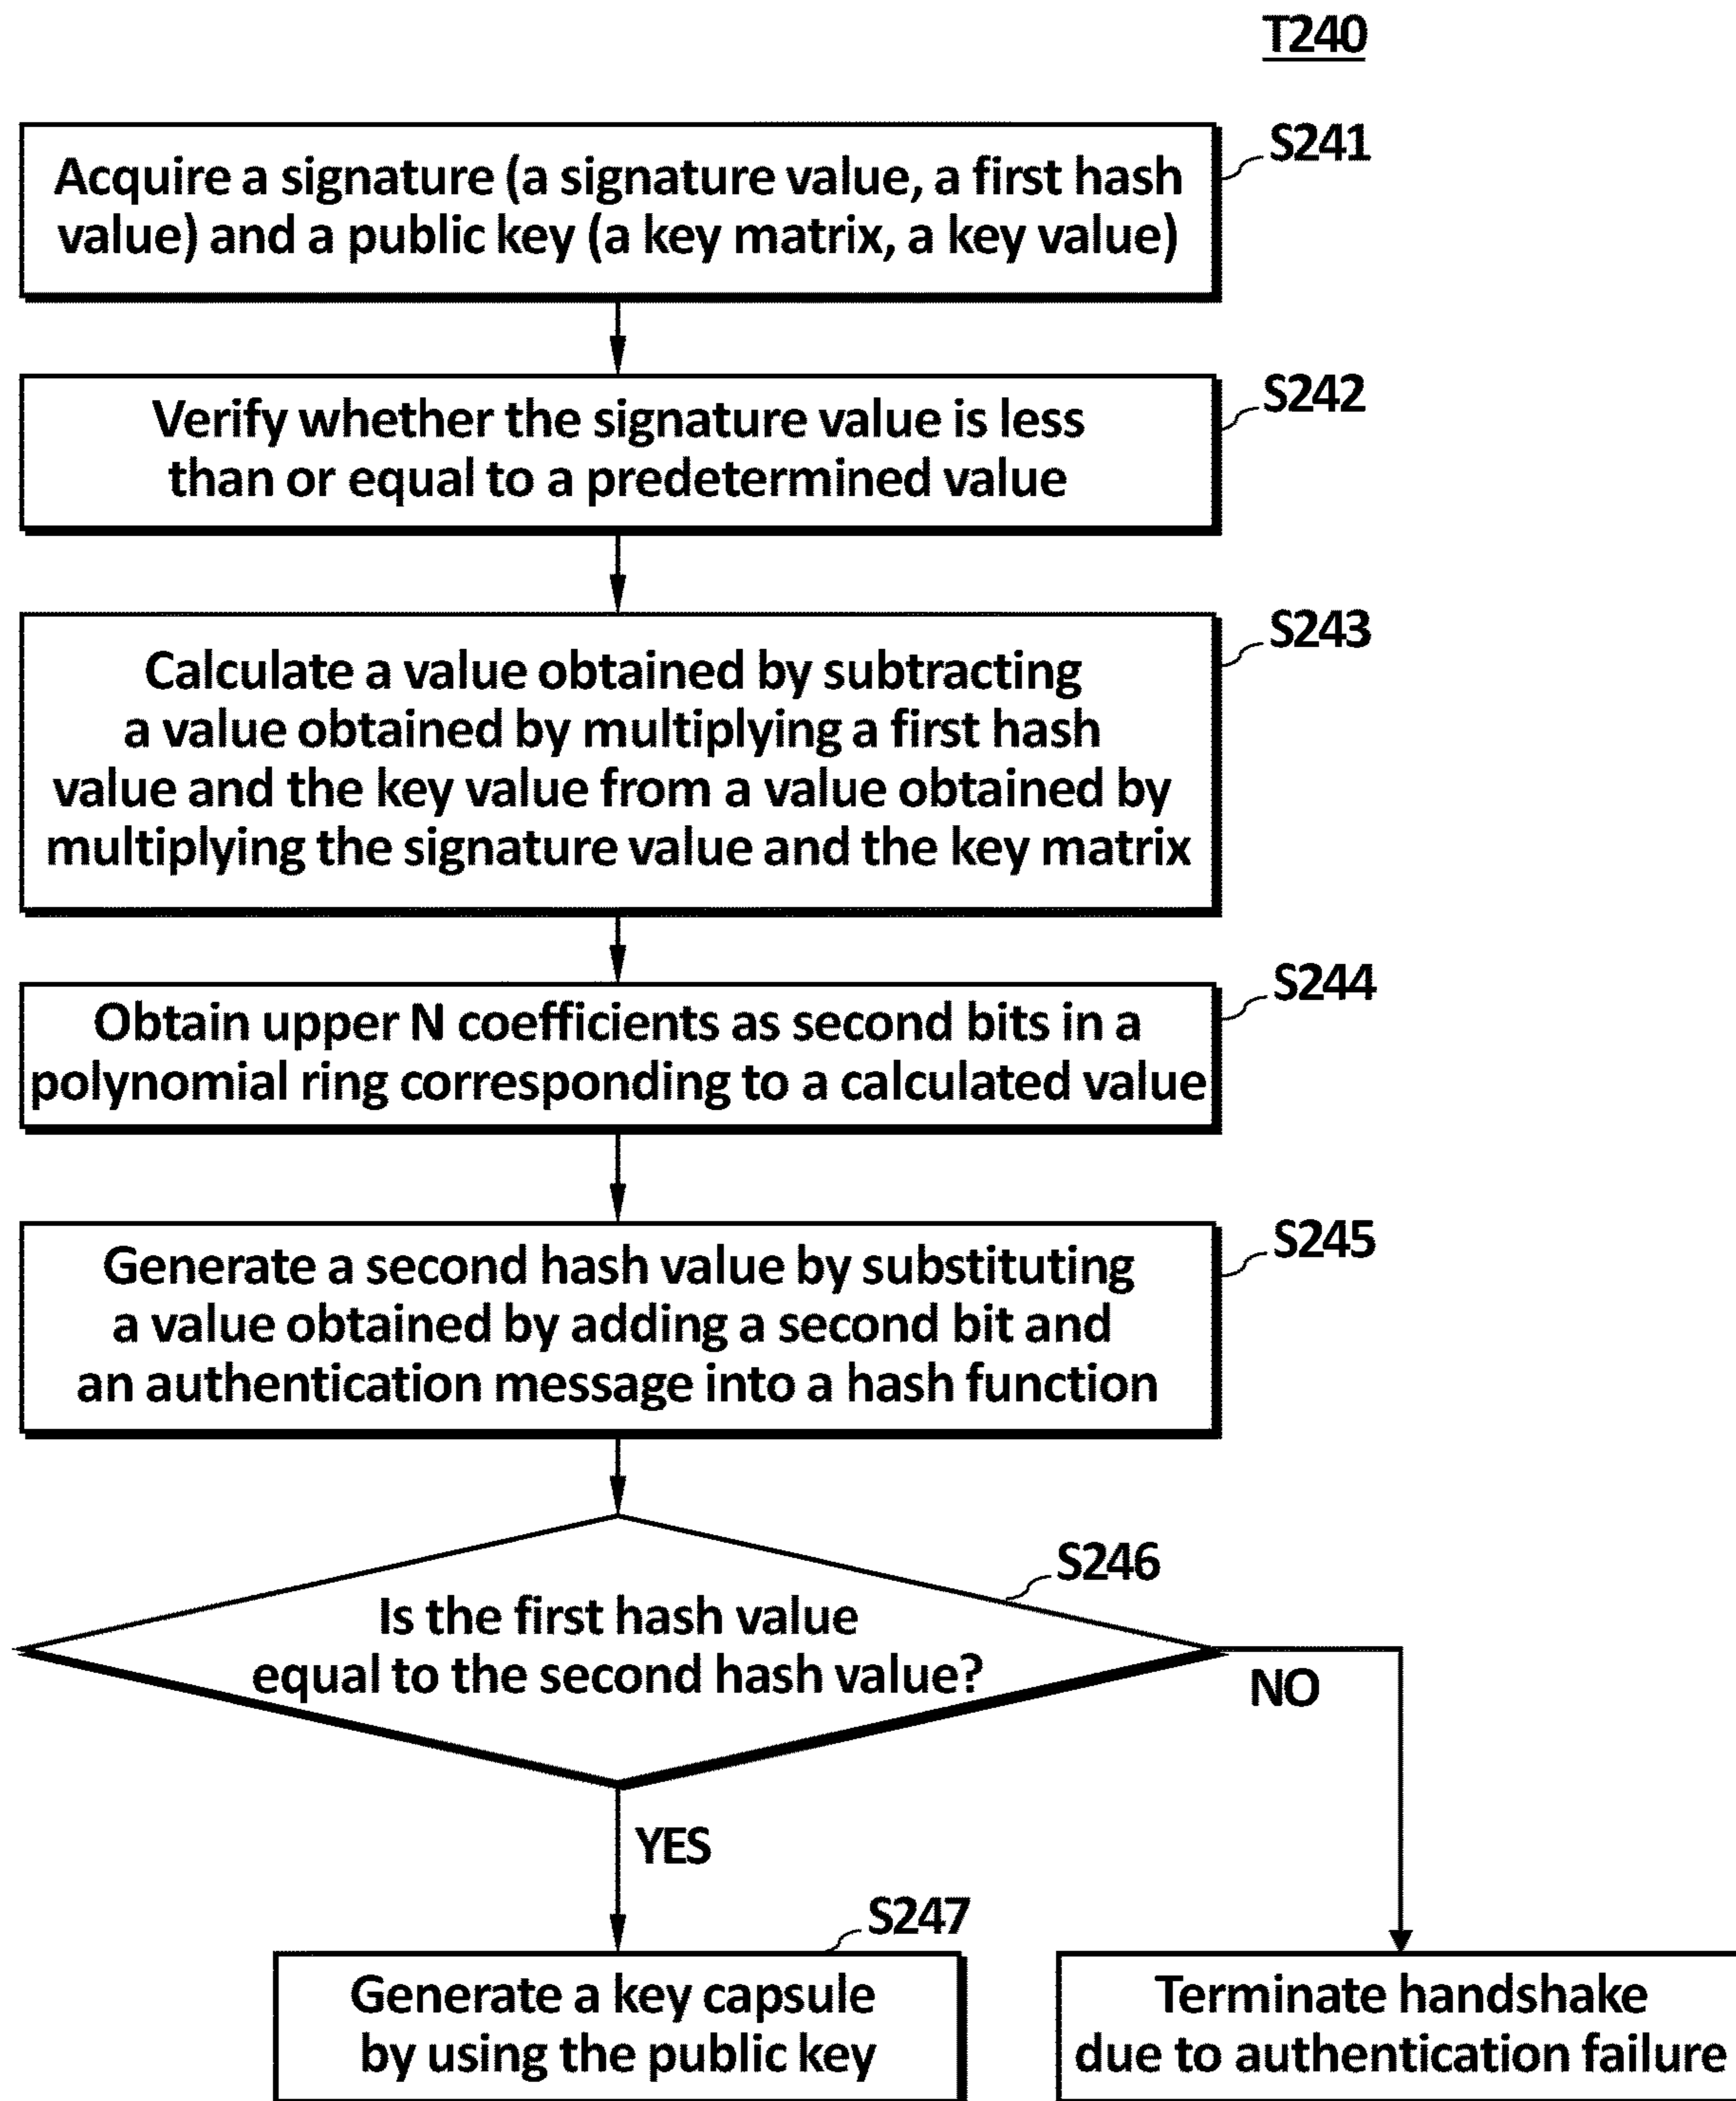 T240
S241
Acquire a signature (a signature value, a first hash
value) and a public key (a key matrix, a key value)
S242
Verify whether the signature value is less
than or equal to a predetermined value
S243
Calculate a value obtained by subtracting
a value obtained by multiplying a first hash
value and the key value from a value obtained by
multiplying the signature value and the key matrix
S244
Obtain upper N coefficients as second bits in a
polynomial ring corresponding to a calculated value
S245
Generate a second hash value by substituting
a value obtained by adding a second bit and
an authentication message into a hash function
S246
Is the first hash value
equal to the second hash value?
NO
YES
S247
Generate a key capsule
by using the public key
Terminate handshake
due to authentication failure